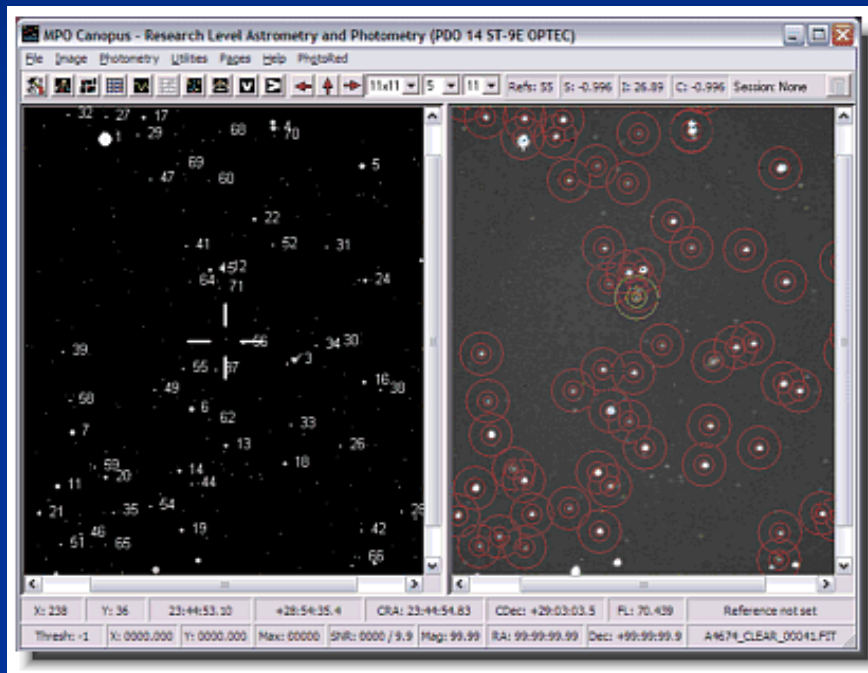 MPO Canopus - Research Level Astrometry and Photometry (PDO 14 ST-9E OPTEC)
File Image Photometry Utilities Pages Help PhotoRed
11x11 5 11 Refs: 55 S: -0.996 I: 26.89 C: -0.996 Session: None
32 27 17 68 4
1 29 70
69 5
47 60
22
41 52 31
45 12
64 71 24
56
39 3 34 30
55 37
49 16 38
58
6 62 33
7 13 26
59 14 18
20 44
11
21 35 54
46 19 42
51 65 66
X: 238 Y: 36 23:44:53.10 +28:54:35.4 CRA: 23:44:54.83 CDec: +29:03:03.5 FL: 70.439 Reference not set
Thresh: -1 X: 0000.000 Y: 0000.000 Max: 00000 SNR: 0000 / 9.9 Mag: 99.99 RA: 99:99:99.99 Dec: +99:99:99.9 A4674_CLEAR_00041.FIT